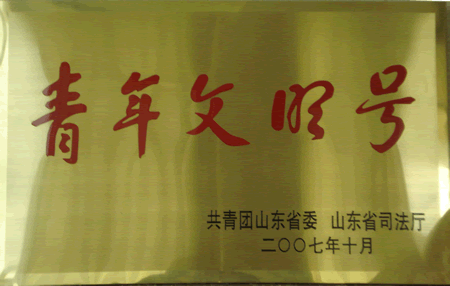 青年文明号
共青团山东省委 山东省司法厅
二〇〇七年十月